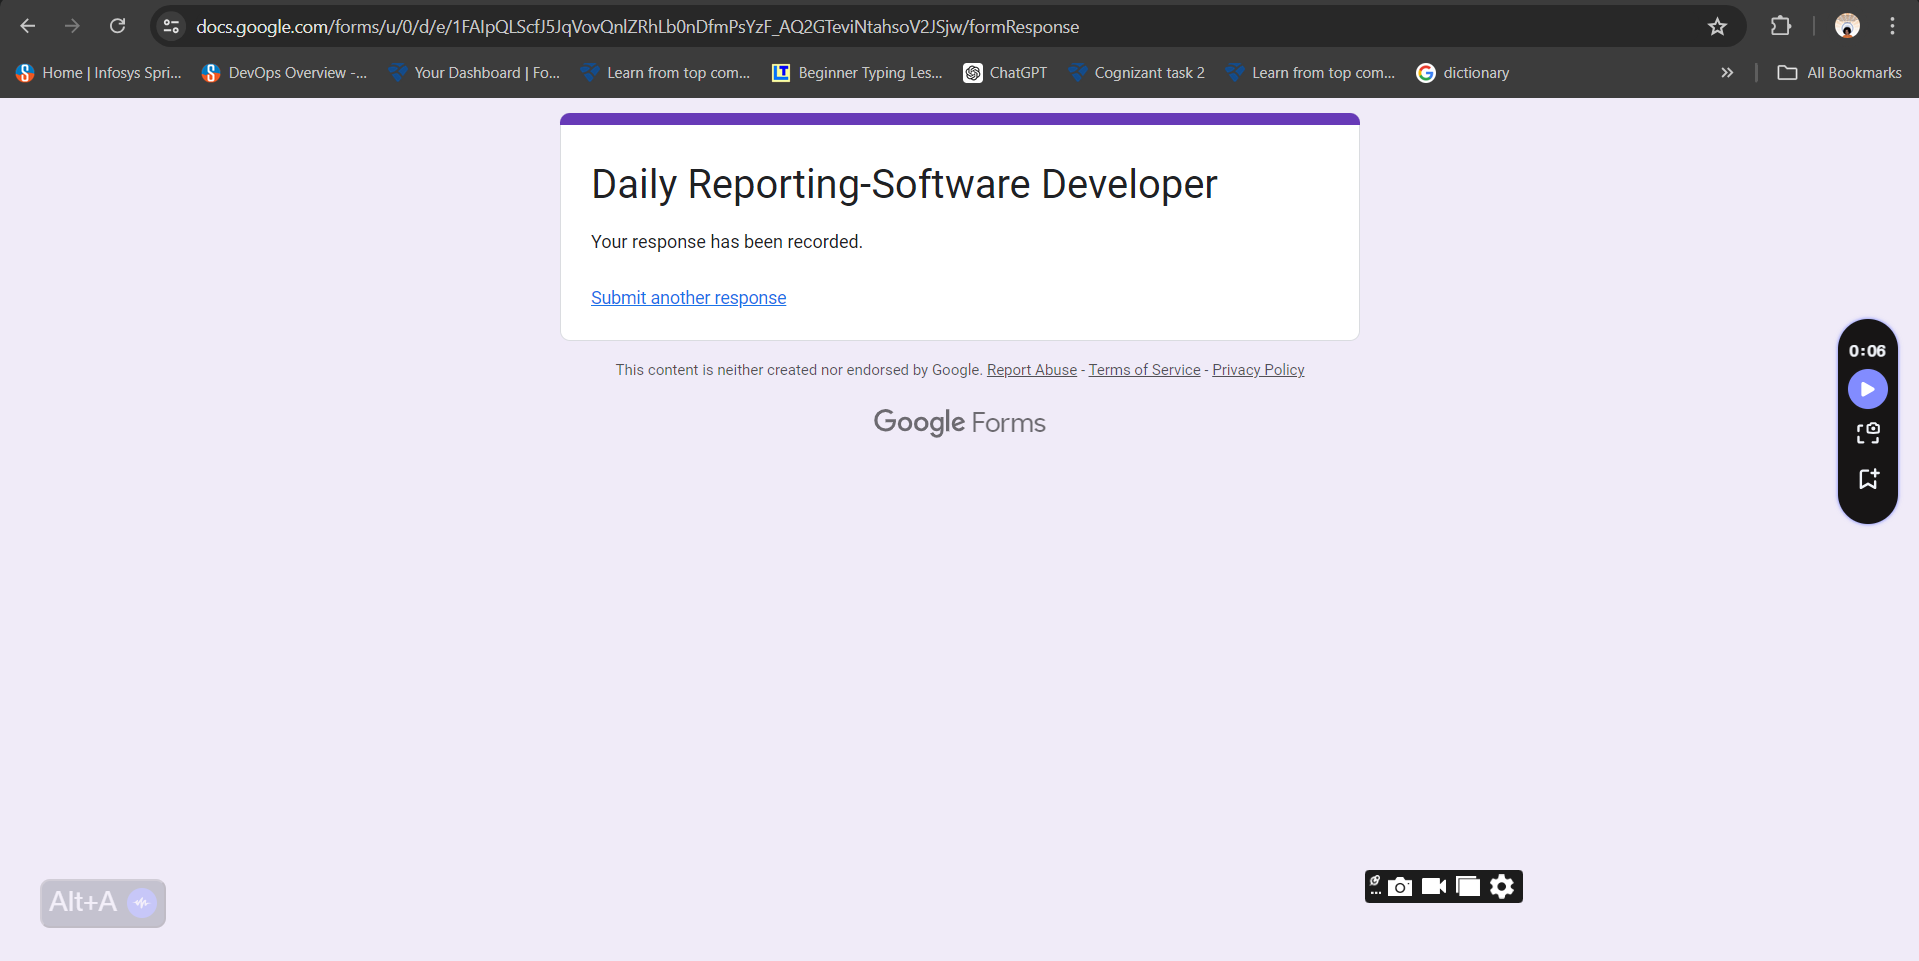 docs.google.com/forms/u/0/d/e/1FAIpQLScfJ5JqVovQnlZRhLb0nDfmPsYzF_AQ2GTeviNtahsoV2JSjw/formResponse
Home | Infosys Spri... DevOps Overview -... Your Dashboard | Fo... Learn from top com... LT Beginner Typing Les... ChatGPT Cognizant task 2 Learn from top com... dictionary » All Bookmarks
Daily Reporting-Software Developer
Your response has been recorded.
Submit another response
This content is neither created nor endorsed by Google. Report Abuse - Terms of Service - Privacy Policy
Google Forms
0:06
Alt+A